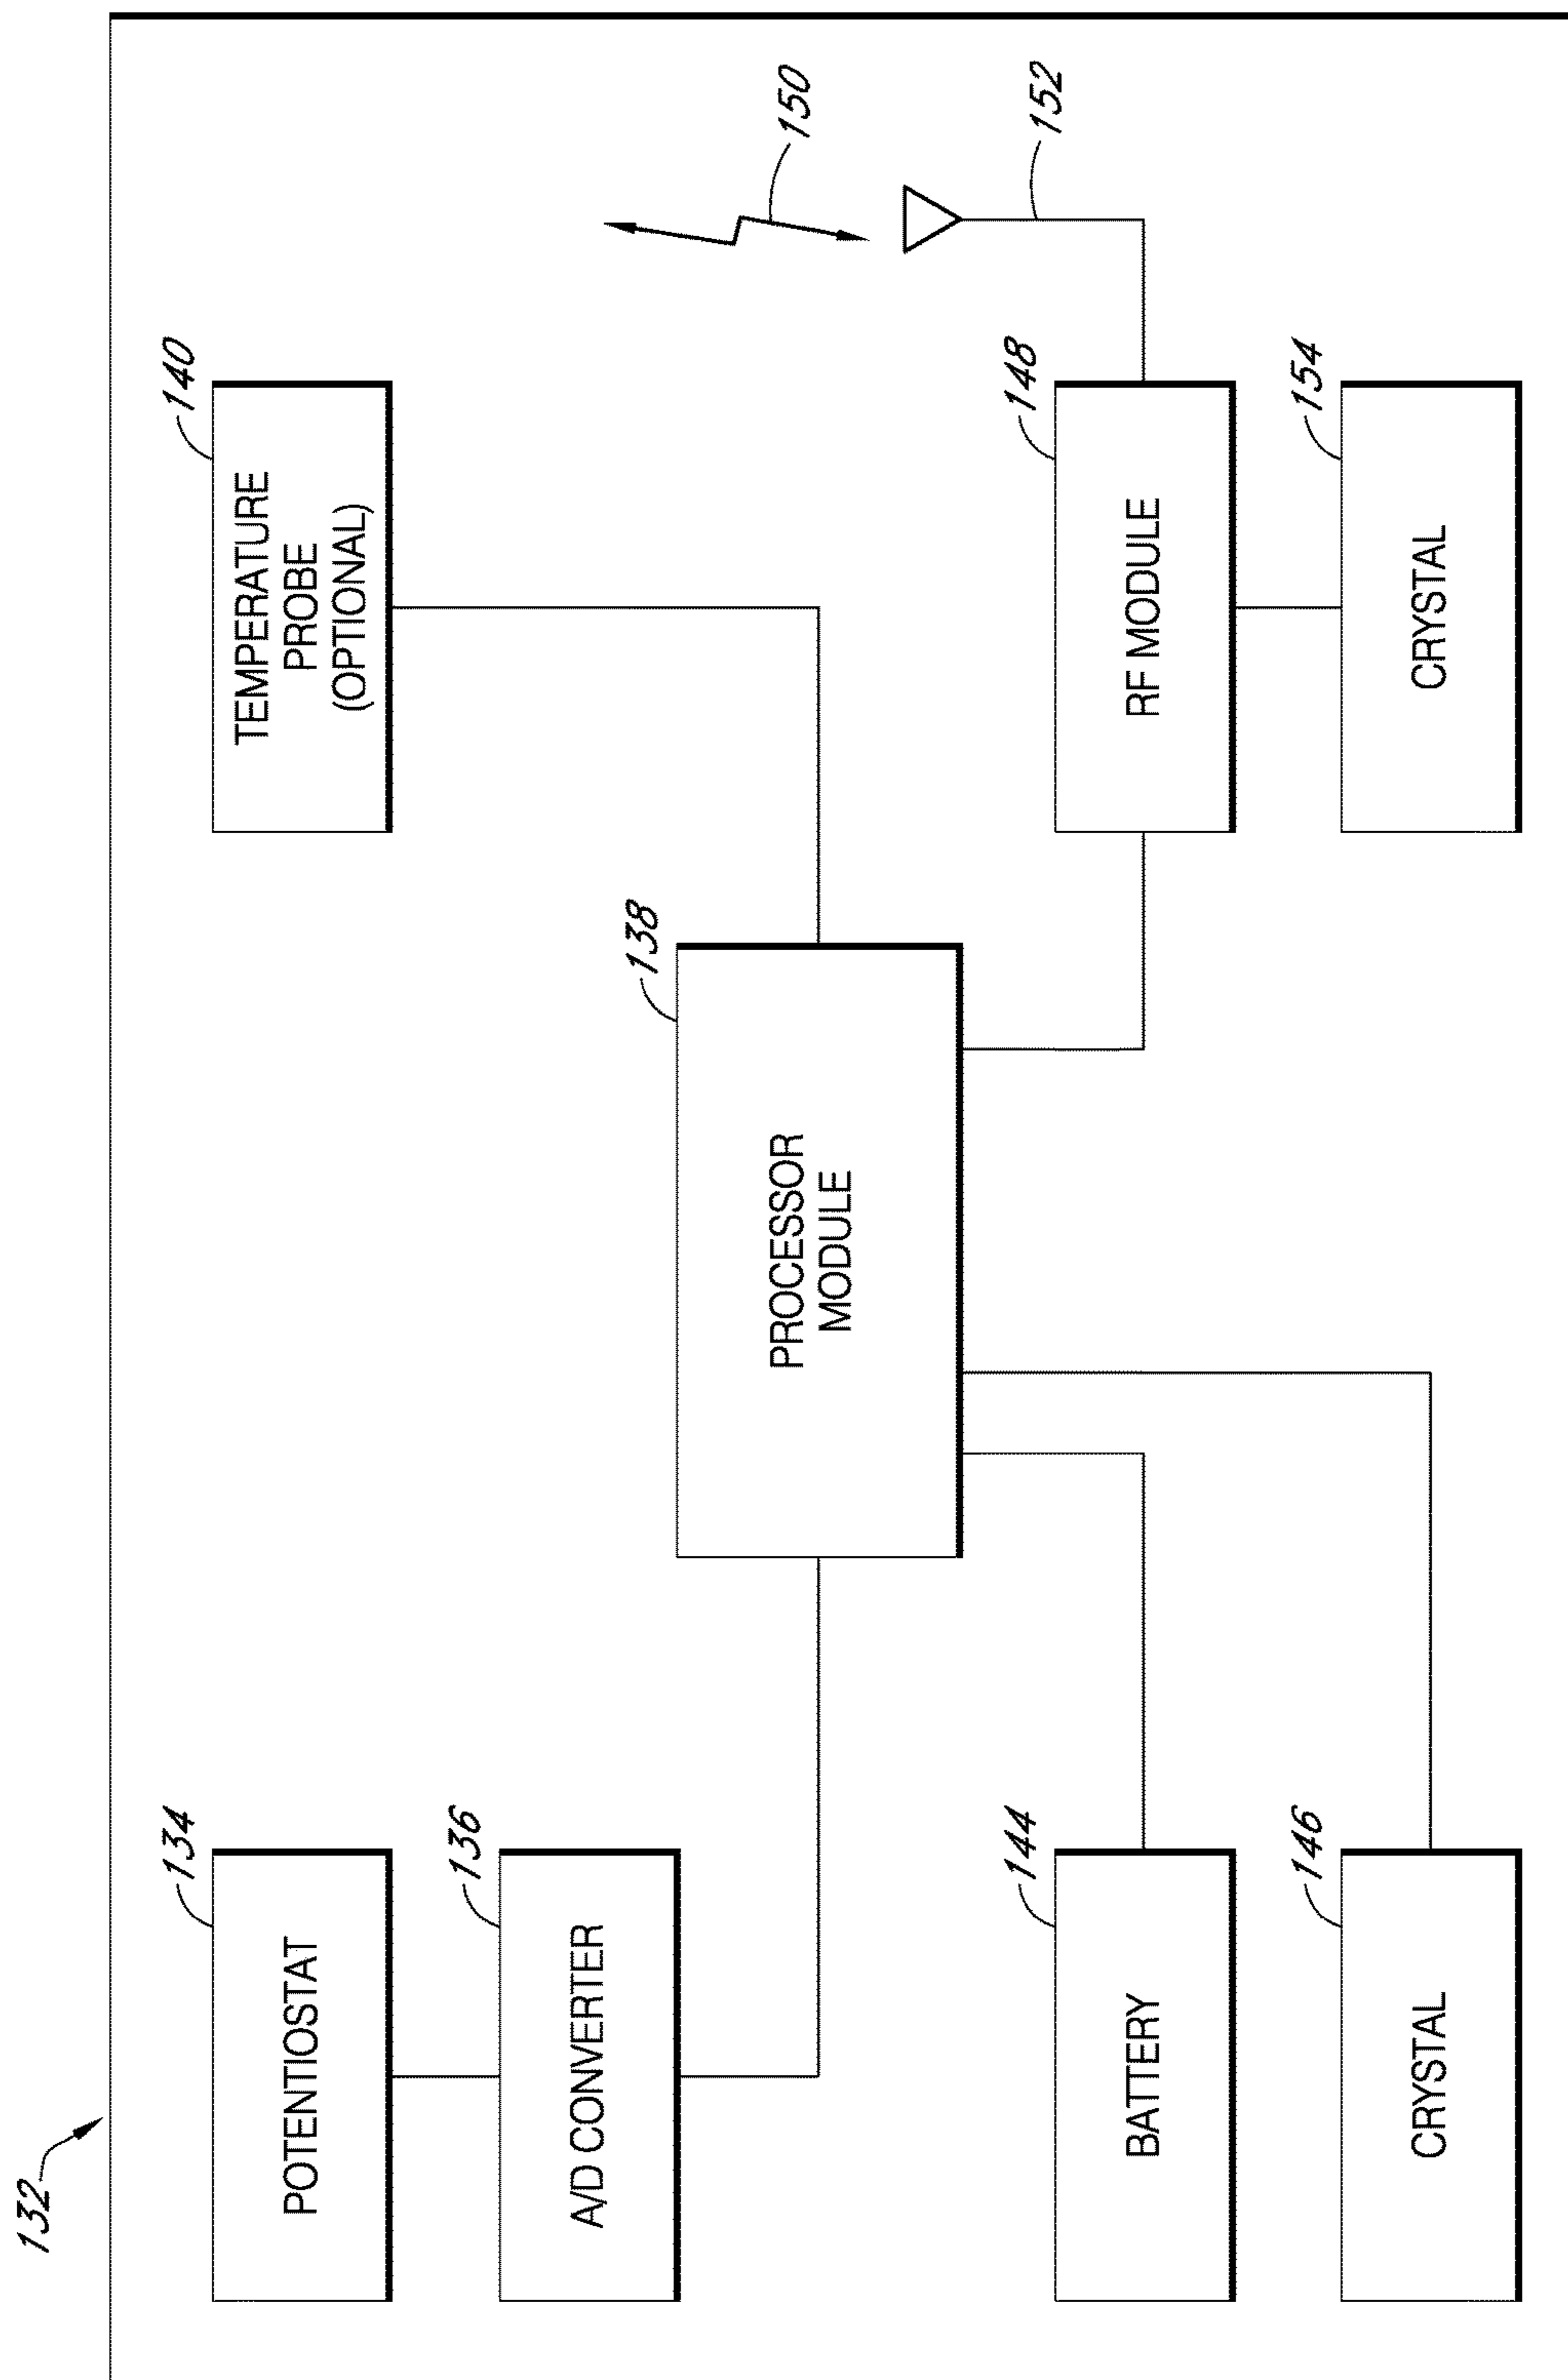 132
134
POTENTIOSTAT
136
A/D CONVERTER
140
TEMPERATURE
PROBE
(OPTIONAL)
138
PROCESSOR
MODULE
150
152
144
BATTERY
146
CRYSTAL
148
RF MODULE
154
CRYSTAL